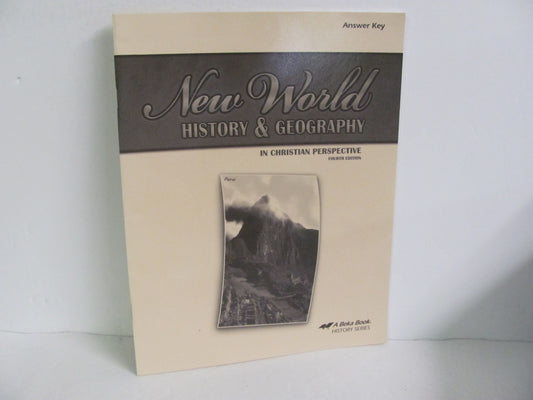 Answer Key
New World
HISTORY & GEOGRAPHY
IN CHRISTIAN PERSPECTIVE
FOURTH EDITION
Peru
A Beka Book®
HISTORY SERIES